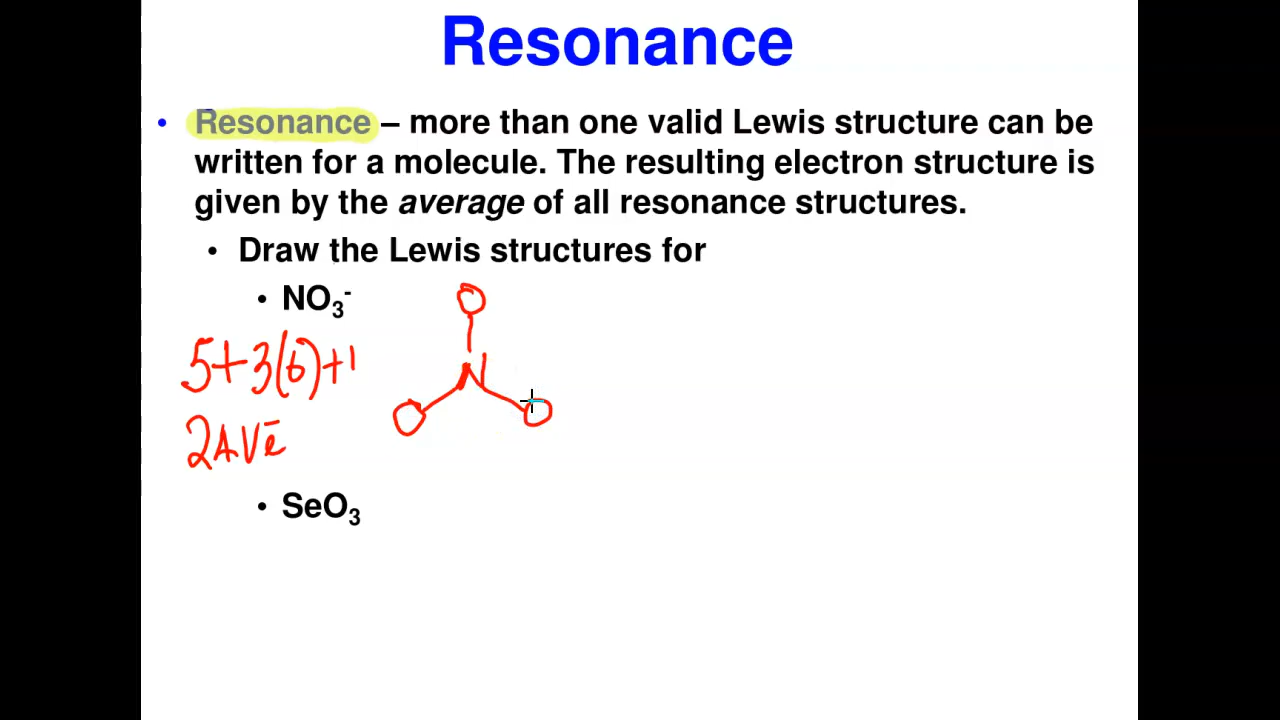 Resonance
• Resonance – more than one valid Lewis structure can be
written for a molecule. The resulting electron structure is
given by the average of all resonance structures.
• Draw the Lewis structures for
• NO₃⁻
O
5+3(6)+1
N
O O
24Ve̅
• SeO₃